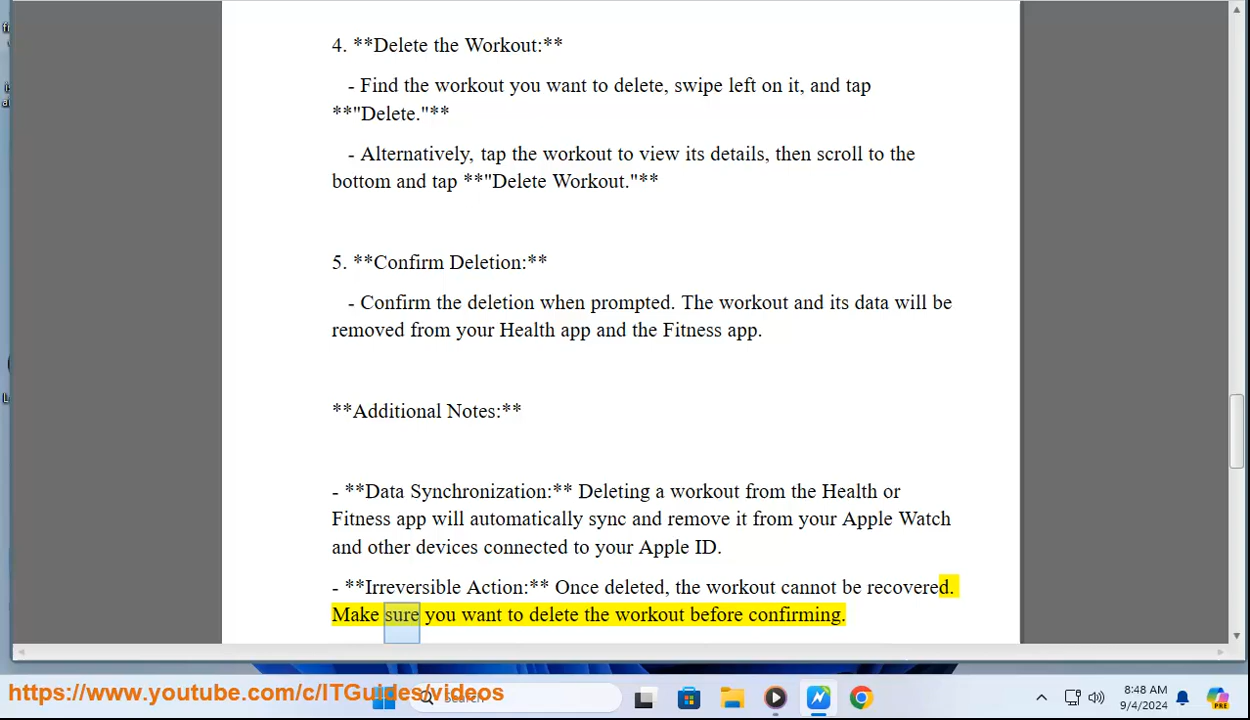 4. **Delete the Workout:**
- Find the workout you want to delete, swipe left on it, and tap
**"Delete."**
- Alternatively, tap the workout to view its details, then scroll to the
bottom and tap **"Delete Workout."**
5. **Confirm Deletion:**
- Confirm the deletion when prompted. The workout and its data will be
removed from your Health app and the Fitness app.
**Additional Notes:**
- **Data Synchronization:** Deleting a workout from the Health or
Fitness app will automatically sync and remove it from your Apple Watch
and other devices connected to your Apple ID.
- **Irreversible Action:** Once deleted, the workout cannot be recovered.
Make sure you want to delete the workout before confirming.
https://www.youtube.com/c/ITGuides/videos
8:48 AM
9/4/2024
PRE